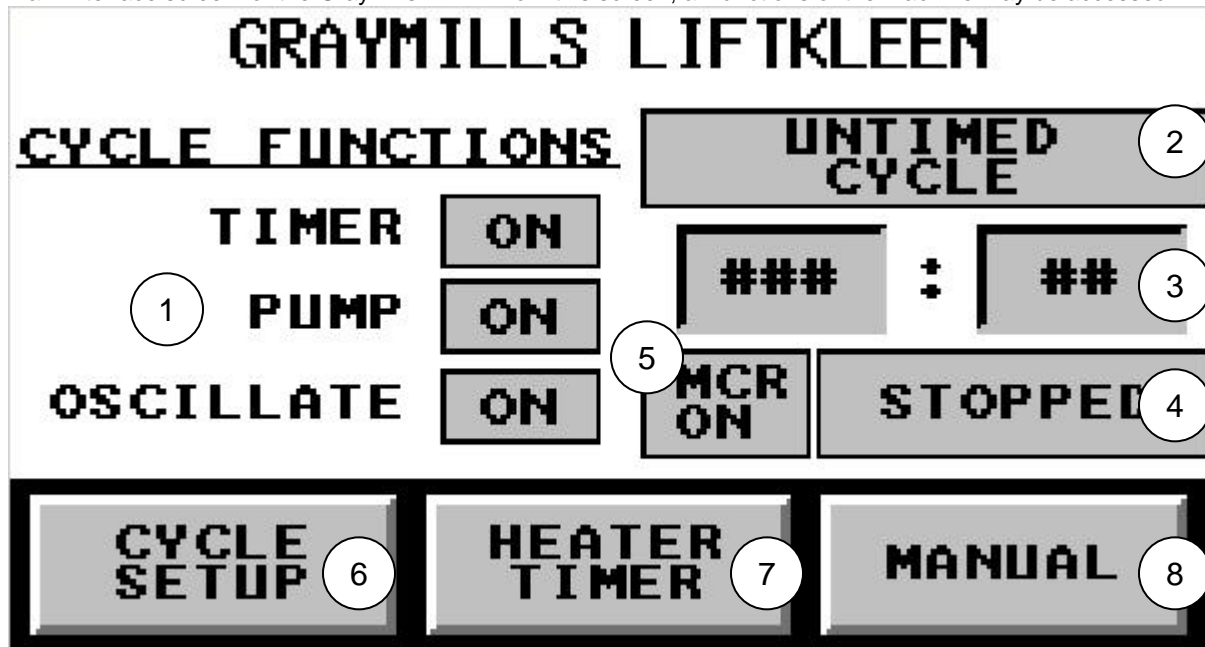 GRAYMILLS LIFTKLEEN
CYCLE FUNCTIONS
UNTIMED
CYCLE
2
TIMER ON
### : ## 3
1 PUMP ON
5
MCR
ON
STOPPED 4
OSCILLATE ON
CYCLE
SETUP 6
HEATER
TIMER 7
MANUAL 8